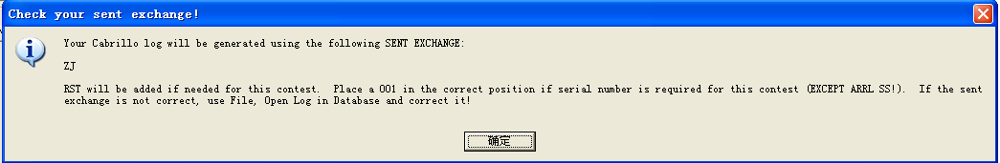 Check your sent exchange!
Your Cabrillo log will be generated using the following SENT EXCHANGE:
ZJ
RST will be added if needed for this contest.  Place a 001 in the correct position if serial number is required for this contest (EXCEPT ARRL SS!).  If the sent
exchange is not correct, use File, Open Log in Database and correct it!
确定